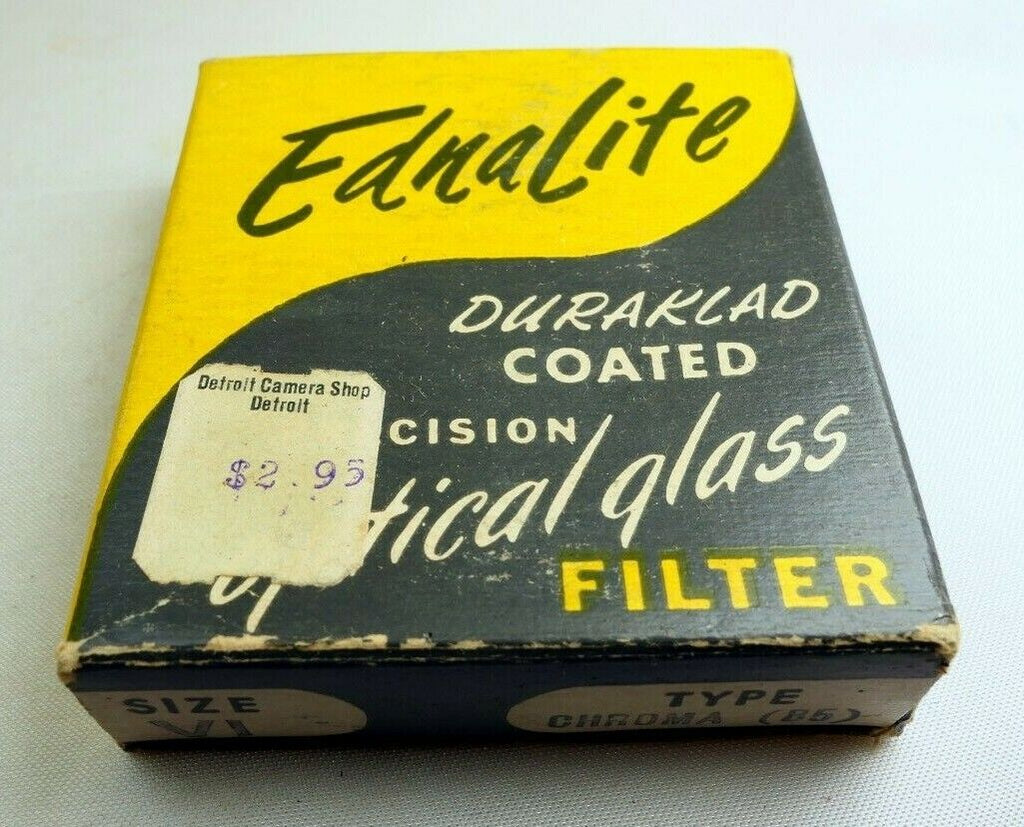 EdnaLite
DURAKLAD
COATED
Detroit Camera Shop
Detroit
$2.95
CISION
tical glass
FILTER
SIZE
VI
TYPE
CHROMA (85)